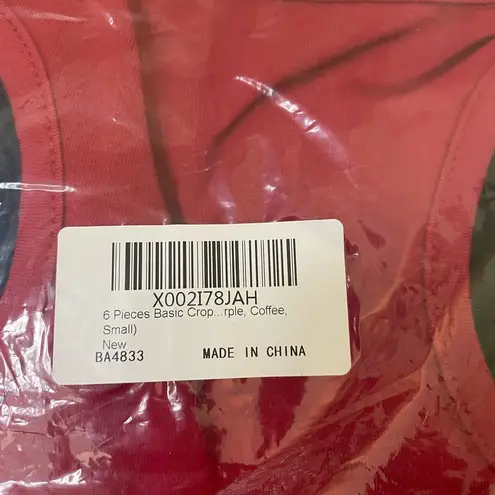 X002I78JAH
6 Pieces Basic Crop...rple, Coffee,
Small)
New
BA4833 MADE IN CHINA